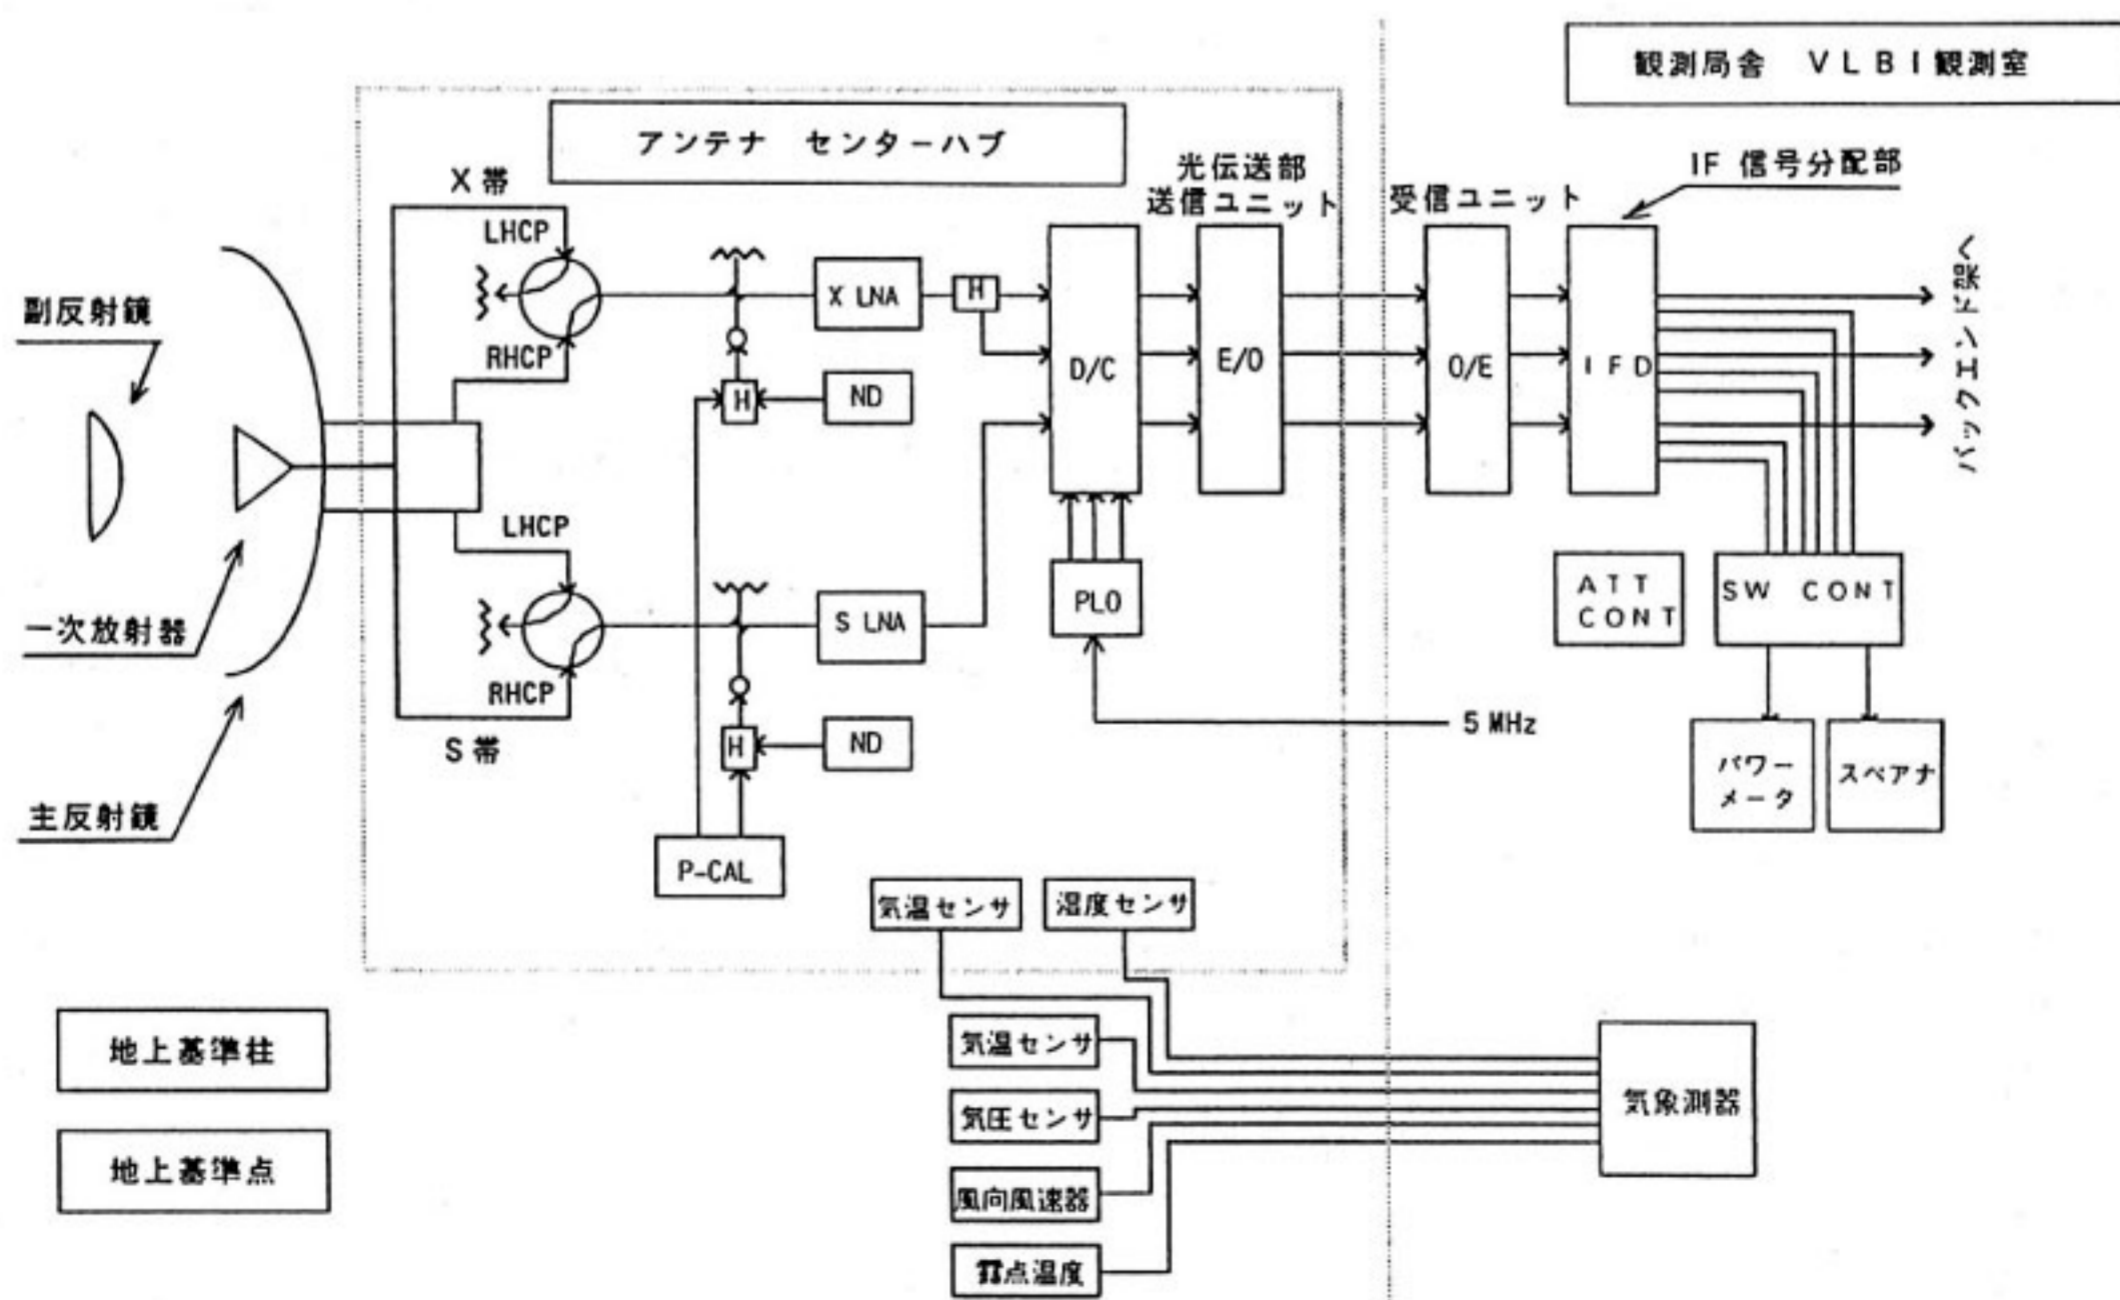 観測局舎 VLBI観測室
アンテナ センターハブ
X帯
光伝送部
送信ユニット
受信ユニット
IF 信号分配部
LHCP
副反射鏡
X LNA
H
RHCP
D/C
E/O
O/E
IFD
バックエンド架へ
H
ND
LHCP
一次放射器
S LNA
PLO
ATT
CONT
SW CONT
RHCP
S帯
5 MHz
H
ND
パワー
メータ
スペアナ
主反射鏡
P-CAL
気温センサ
湿度センサ
地上基準柱
気温センサ
気象測器
気圧センサ
地上基準点
風向風速器
露点温度